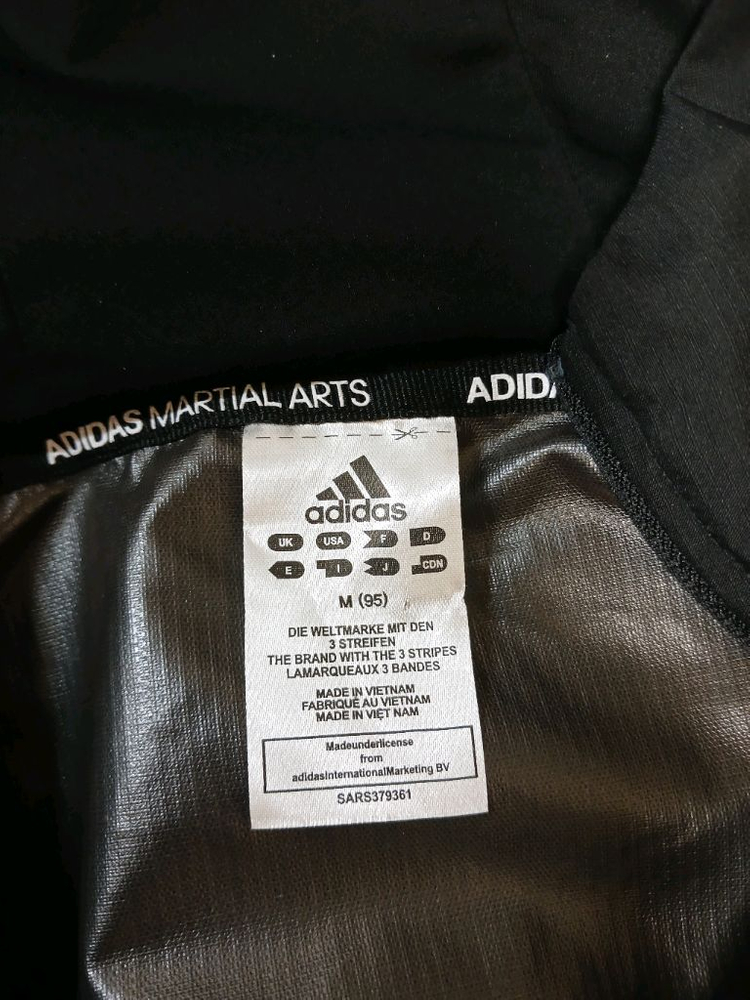 ADIDAS MARTIAL ARTS ADIDA
adidas
UK USA F D
E I J CDN
M (95)
DIE WELTMARKE MIT DEN
3 STREIFEN
THE BRAND WITH THE 3 STRIPES
LAMARQUEAUX 3 BANDES
MADE IN VIETNAM
FABRIQUÉ AU VIETNAM
MADE IN VIỆT NAM
Madeunderlicense
from
adidasInternationalMarketing BV
SARS379361